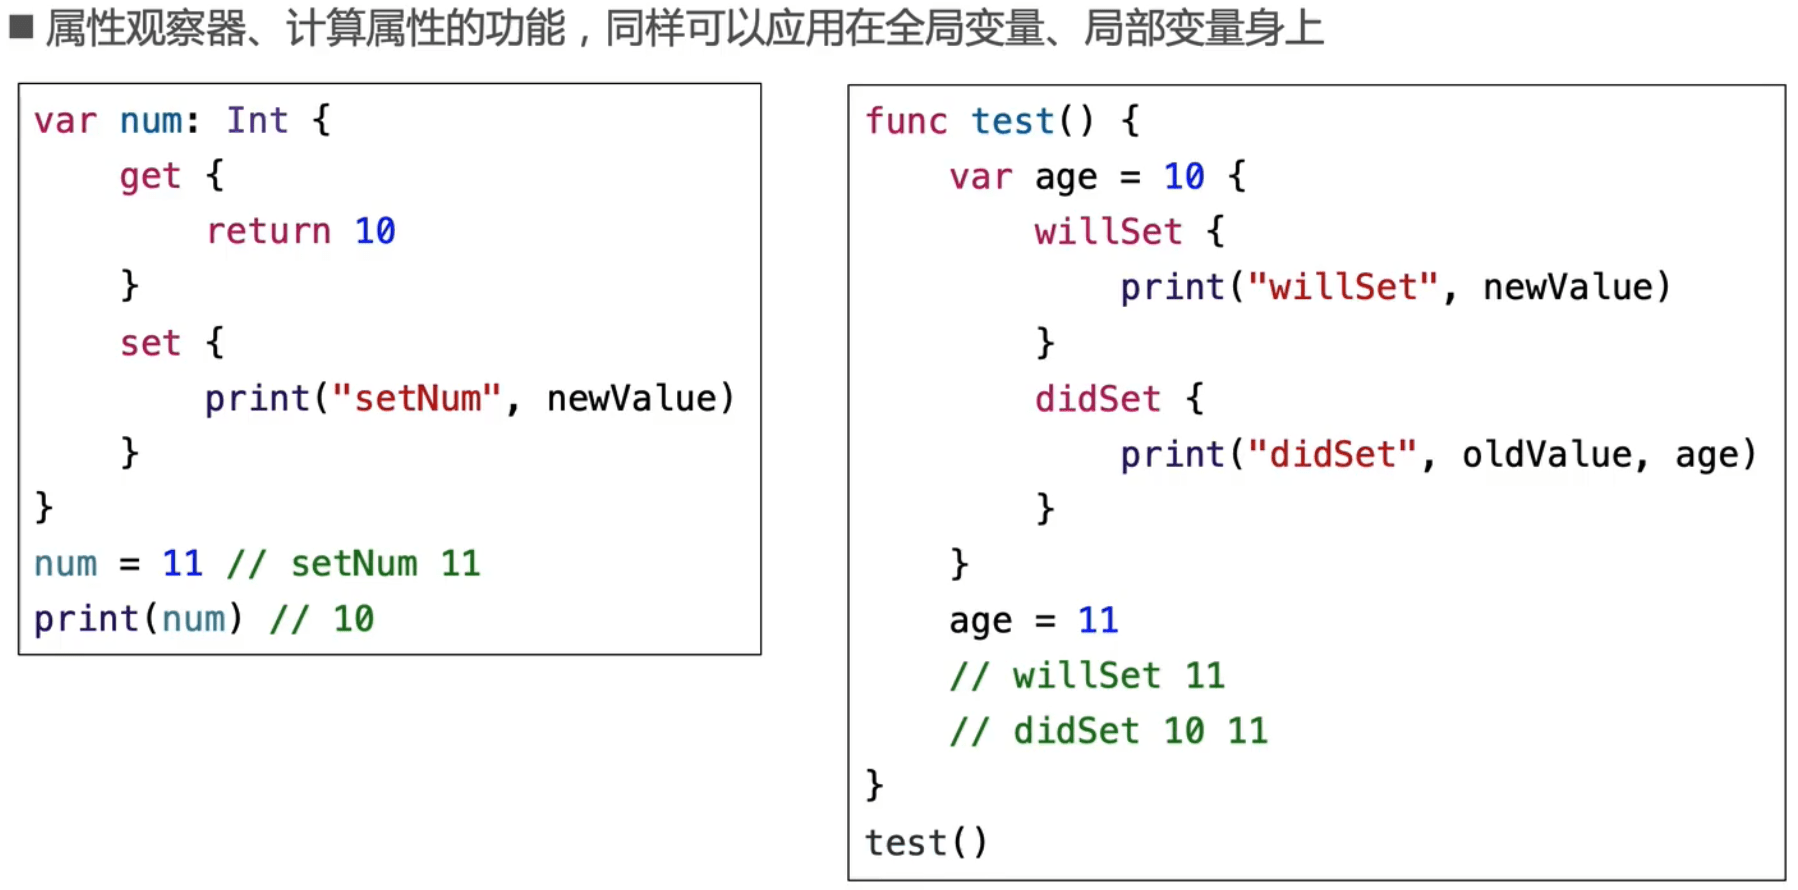 ■ 属性观察器、计算属性的功能，同样可以应用在全局变量、局部变量身上
var num: Int {
    get {
        return 10
    }
    set {
        print("setNum", newValue)
    }
}
num = 11 // setNum 11
print(num) // 10
func test() {
    var age = 10 {
        willSet {
            print("willSet", newValue)
        }
        didSet {
            print("didSet", oldValue, age)
        }
    }
    age = 11
    // willSet 11
    // didSet 10 11
}
test()